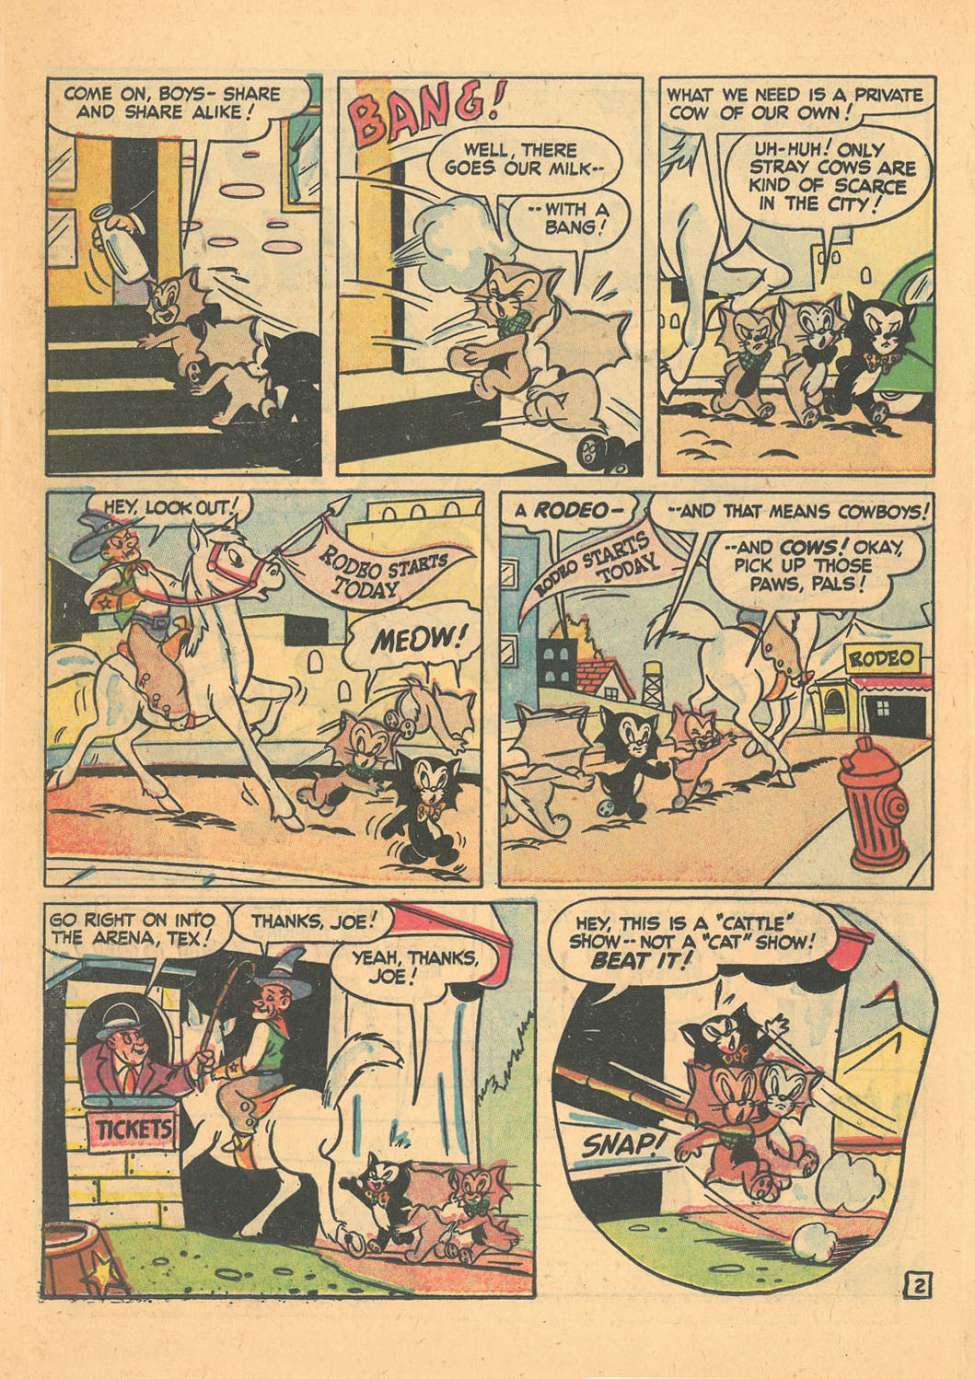 COME ON, BOYS- SHARE
AND SHARE ALIKE!
BANG!
WELL, THERE
GOES OUR MILK--
--WITH A
BANG!
WHAT WE NEED IS A PRIVATE
COW OF OUR OWN!
UH-HUH! ONLY
STRAY COWS ARE
KIND OF SCARCE
IN THE CITY!
HEY, LOOK OUT!
RODEO STARTS
TODAY
MEOW!
A RODEO-
--AND THAT MEANS COWBOYS!
--AND COWS! OKAY,
PICK UP THOSE
PAWS, PALS!
RODEO STARTS
TODAY
RODEO
GO RIGHT ON INTO
THE ARENA, TEX!
THANKS, JOE!
YEAH, THANKS,
JOE!
TICKETS
HEY, THIS IS A "CATTLE"
SHOW-- NOT A "CAT" SHOW!
BEAT IT!
SNAP!
2